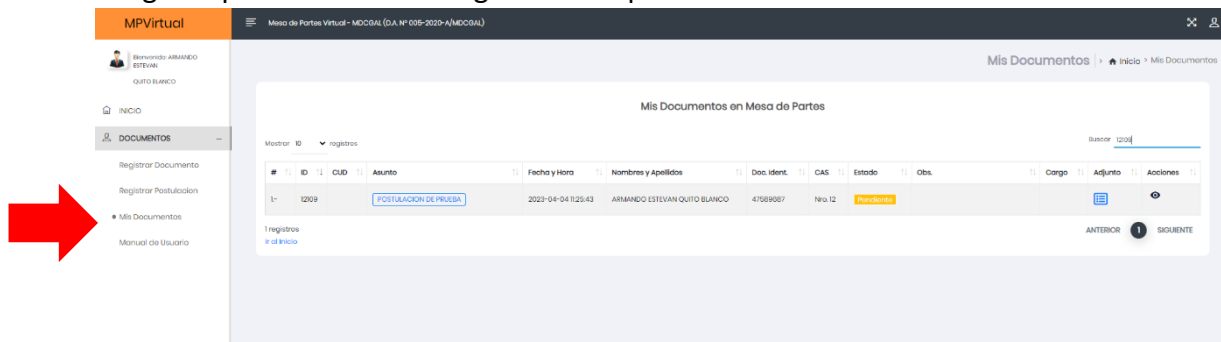 MPVirtual
Mesa de Partes Virtual - MDCGAL (D.A. N° 005-2020-A/MDCGAL)
Bienvenido: ARMANDO
ESTEVAN
QUITO BLANCO
Mis Documentos Inicio > Mis Documentos
INICIO
DOCUMENTOS
Registrar Documento
Registrar Postulacion
Mis Documentos
Manual de Usuario
Mis Documentos en Mesa de Partes
Mostrar 10 registros
Buscar 12109
# ID CUD Asunto Fecha y Hora Nombres y Apellidos Doc. Ident. CAS Estado Obs. Cargo Adjunto Acciones
1.- 12109 POSTULACION DE PRUEBA 2023-04-04 11:25:43 ARMANDO ESTEVAN QUITO BLANCO 47589687 Nro. 12 Pendiente
1 registros
Ir al Inicio
ANTERIOR 1 SIGUIENTE